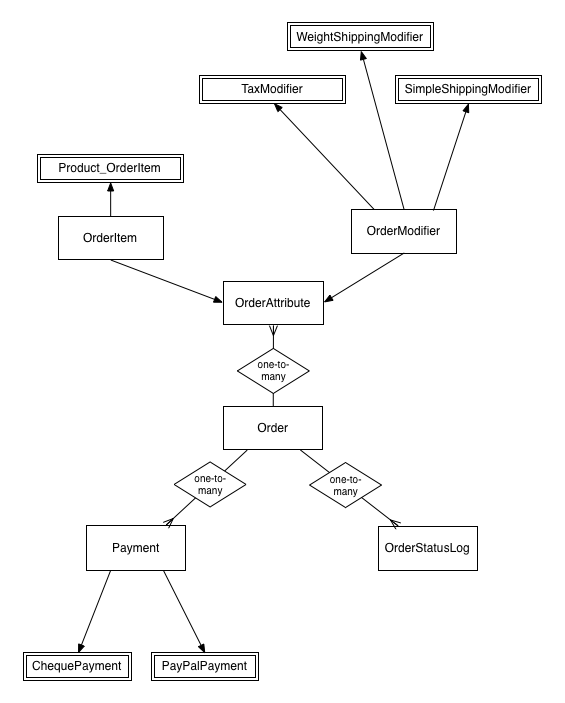 WeightShippingModifier
TaxModifier
SimpleShippingModifier
Product_OrderItem
OrderItem
OrderModifier
OrderAttribute
one-to-
many
Order
one-to-
many
one-to-
many
Payment
OrderStatusLog
ChequePayment
PayPalPayment